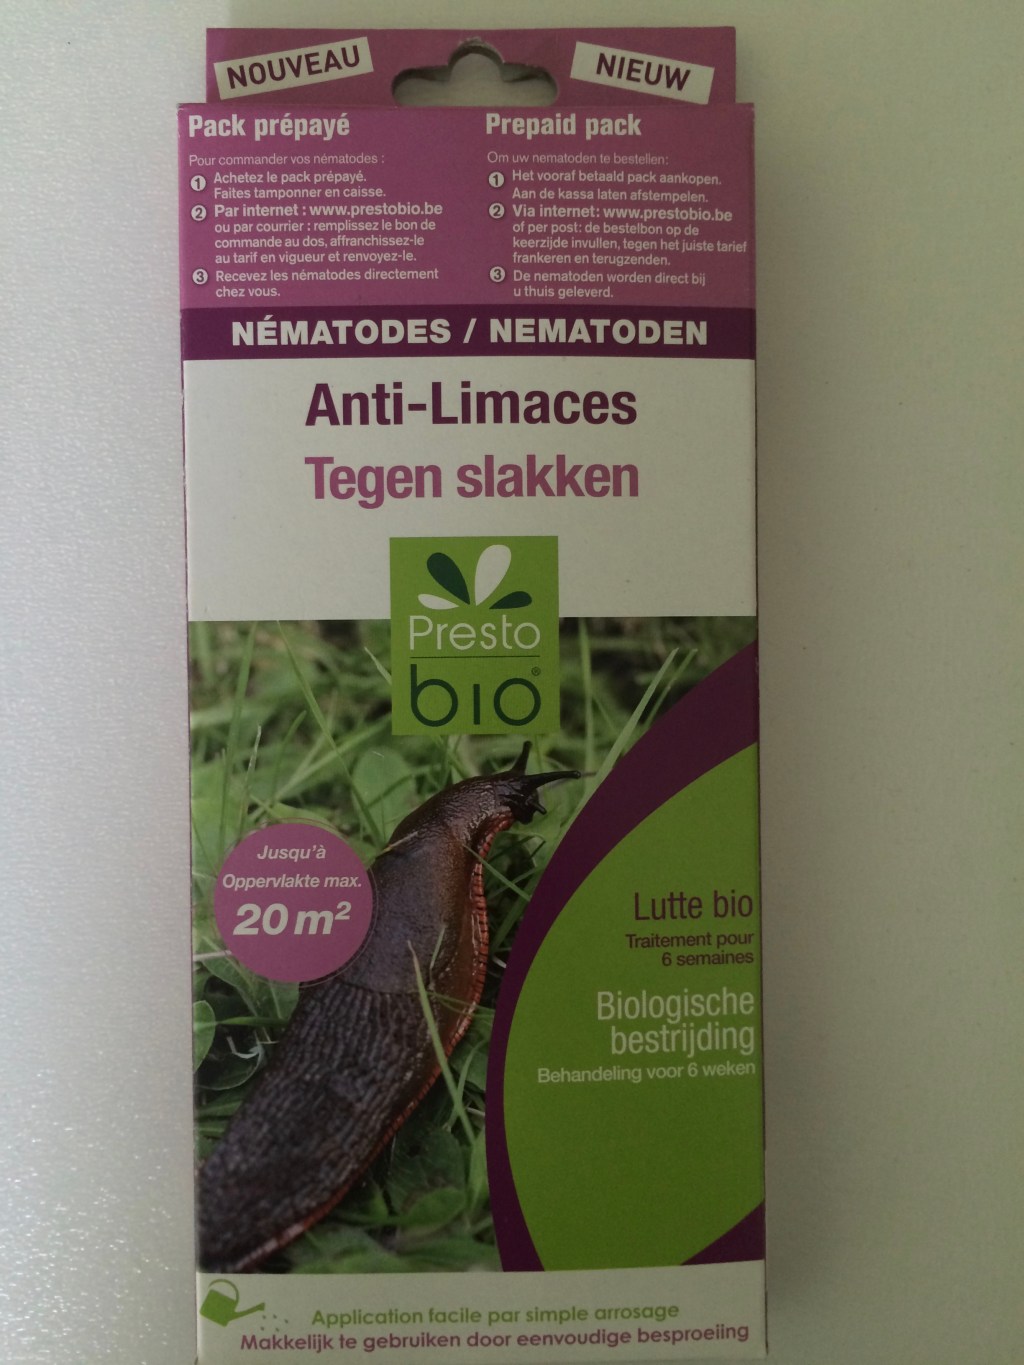 NOUVEAU
NIEUW
Pack prépayé
Pour commander vos nématodes :
1 Achetez le pack prépayé.
Faites tamponner en caisse.
2 Par internet : www.prestobio.be
ou par courrier : remplissez le bon de
commande au dos, affranchissez-le
au tarif en vigueur et renvoyez-le.
3 Recevez les nématodes directement
chez vous.
Prepaid pack
Om uw nematoden te bestellen:
1 Het vooraf betaald pack aankopen.
Aan de kassa laten afstempelen.
2 Via internet: www.prestobio.be
of per post: de bestelbon op de
keerzijde invullen, tegen het juiste tarief
frankeren en terugzenden.
3 De nematoden worden direct bij
u thuis geleverd.
NÉMATODES / NEMATODEN
Anti-Limaces
Tegen slakken
Presto
bio®
Jusqu'à
Oppervlakte max.
20 m²
Lutte bio
Traitement pour
6 semaines
Biologische
bestrijding
Behandeling voor 6 weken
Application facile par simple arrosage
Makkelijk te gebruiken door eenvoudige besproeiing